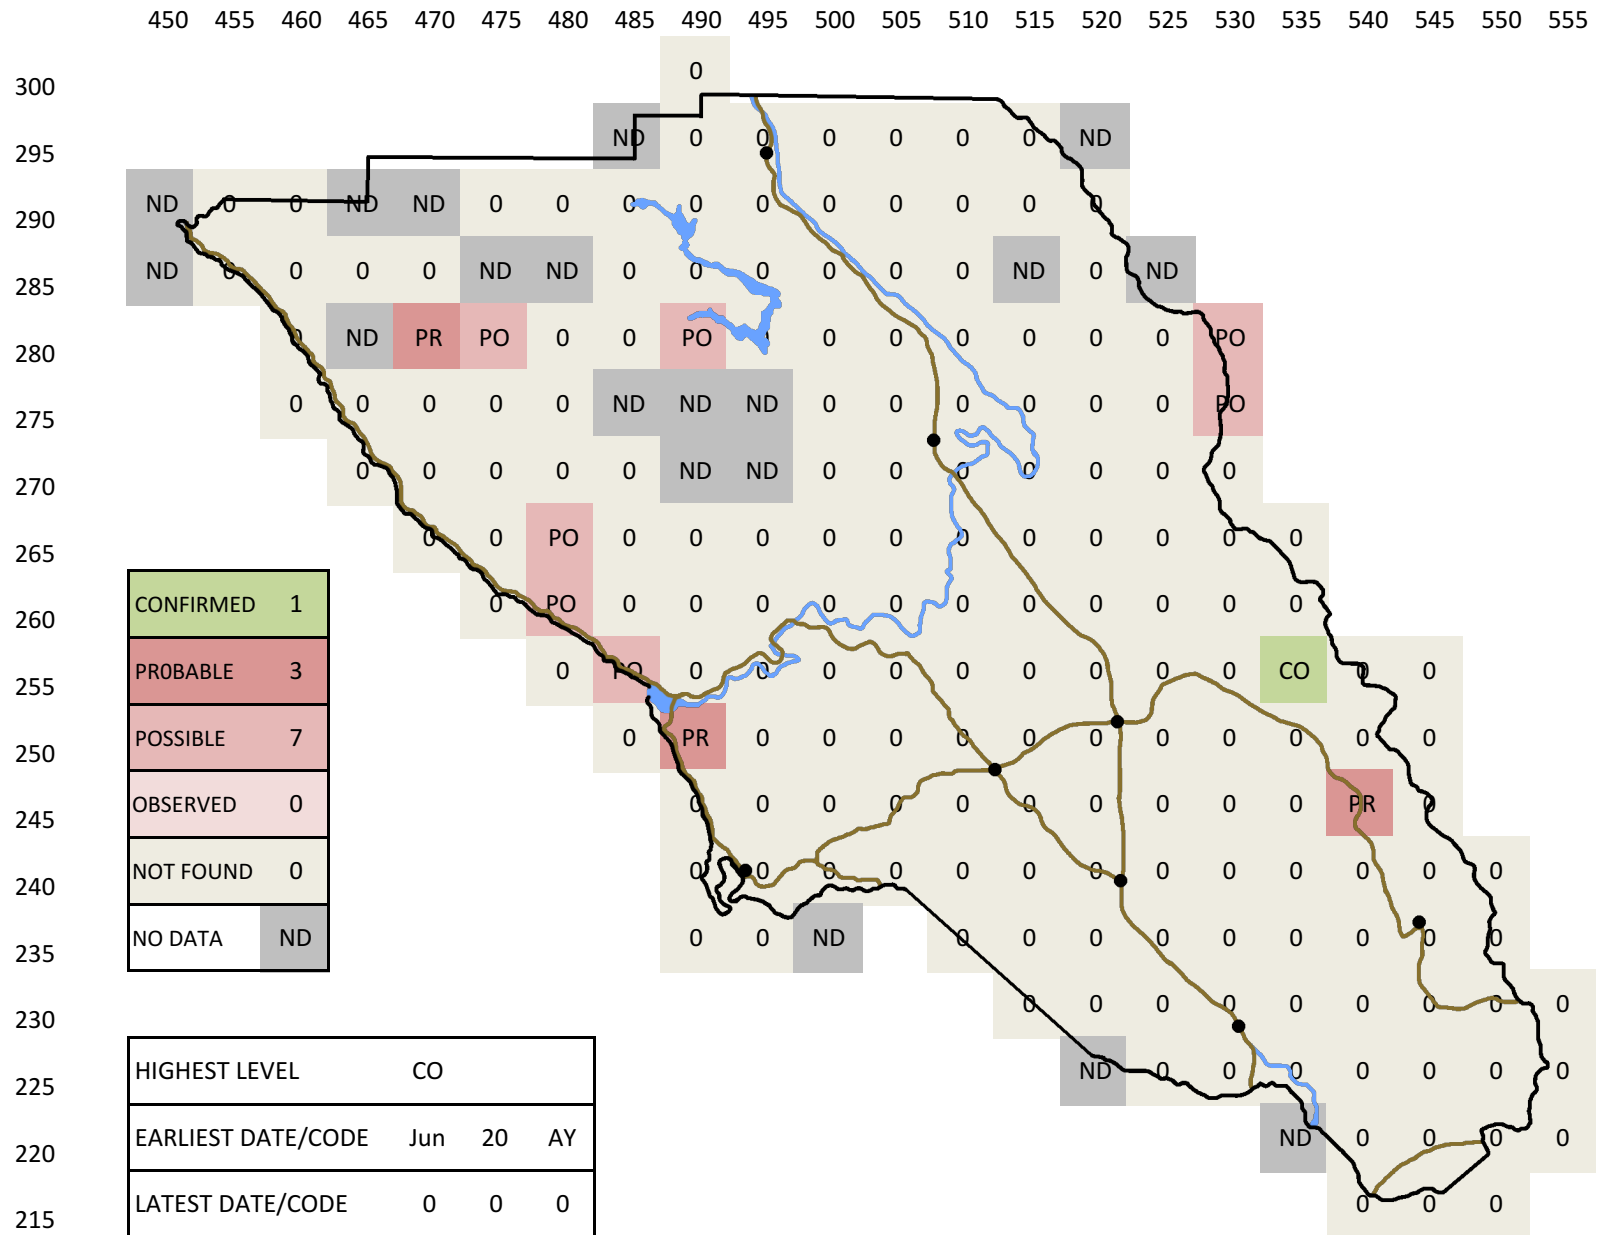 450 455 460 465 470 475 480 485 490 495 500 505 510 515 520 525 530 535 540 545 550 555
300 0
295 ND 0 0 0 0 0 0 ND
290 ND 0 0 ND ND 0 0 0 0 0 0 0 0 0 0
285 ND 0 0 0 0 ND ND 0 0 0 0 0 0 ND 0 ND
280 0 ND PR PO 0 0 PO 0 0 0 0 0 0 0 PO
275 0 0 0 0 0 ND ND ND 0 0 0 0 0 0 PO
270 0 0 0 0 0 ND ND 0 0 0 0 0 0 0
265 0 0 PO 0 0 0 0 0 0 0 0 0 0 0
260 0 PO 0 0 0 0 0 0 0 0 0 0 0
255 0 PO 0 0 0 0 0 0 0 0 0 CO 0 0
250 0 PR 0 0 0 0 0 0 0 0 0 0 0
245 0 0 0 0 0 0 0 0 0 0 PR 0
240 0 0 0 0 0 0 0 0 0 0 0 0 0
235 0 0 ND 0 0 0 0 0 0 0 0 0
230 0 0 0 0 0 0 0 0 0
225 ND 0 0 0 0 0 0 0
220 ND 0 0 0 0
215 0 0 0
CONFIRMED 1
PR0BABLE 3
POSSIBLE 7
OBSERVED 0
NOT FOUND 0
NO DATA ND
HIGHEST LEVEL CO
EARLIEST DATE/CODE Jun 20 AY
LATEST DATE/CODE 0 0 0